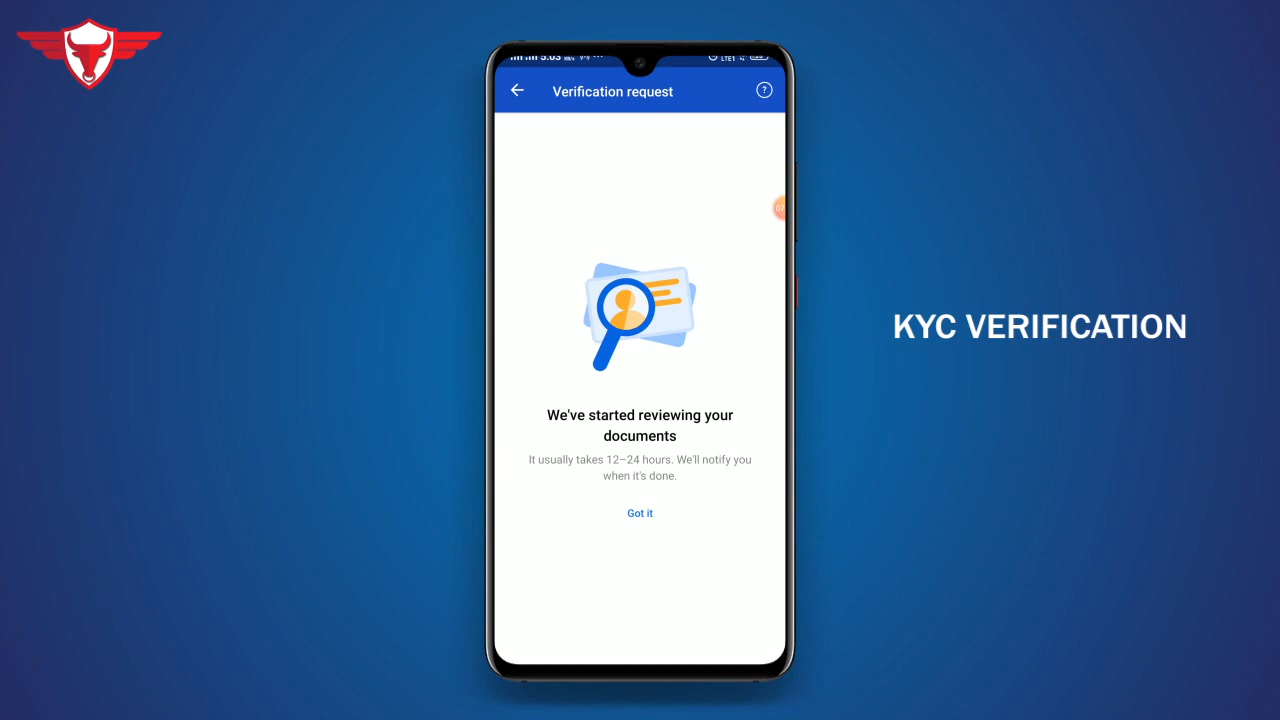 Verification request
?
07
We've started reviewing your
documents
It usually takes 12–24 hours. We'll notify you
when it's done.
Got it
KYC VERIFICATION